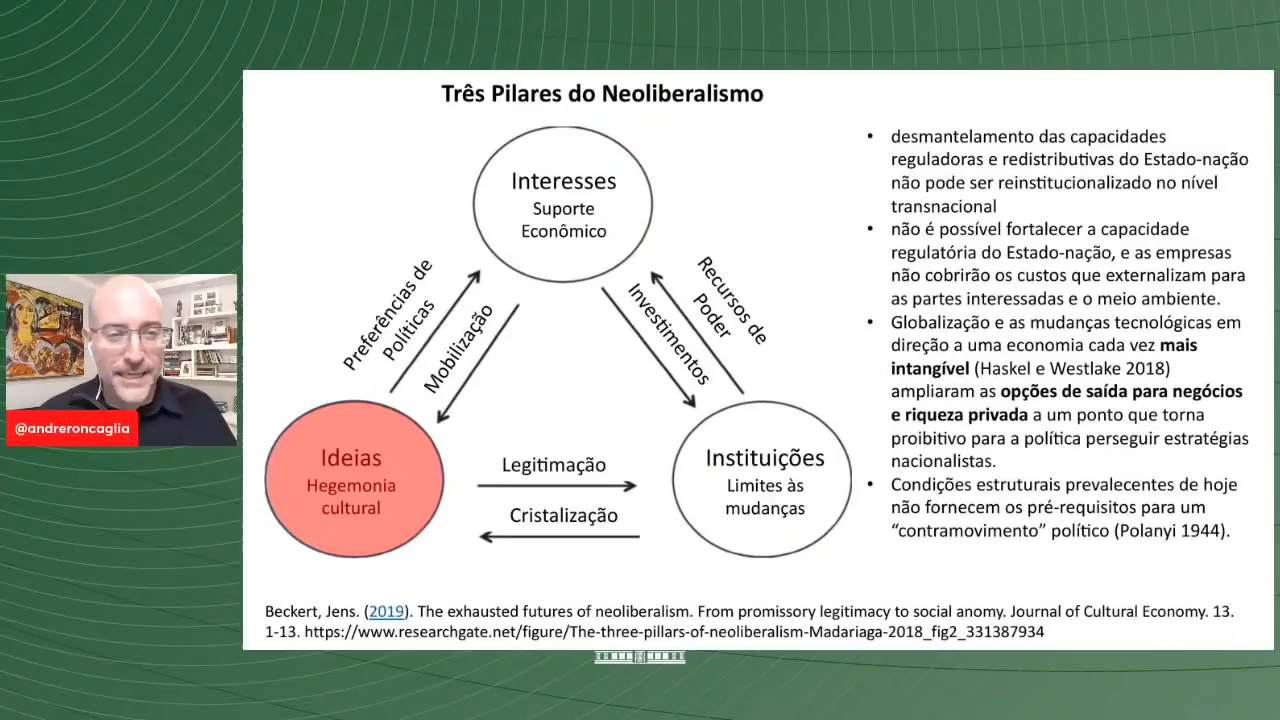 Três Pilares do Neoliberalismo
Interesses
Suporte
Econômico
Preferências de
Políticas
Mobilização
Investimentos
Recursos de
Poder
Ideias
Hegemonia
cultural
Legitimação
Cristalização
Instituições
Limites às
mudanças
• desmantelamento das capacidades
reguladoras e redistributivas do Estado-nação
não pode ser reinstitucionalizado no nível
transnacional
• não é possível fortalecer a capacidade
regulatória do Estado-nação, e as empresas
não cobrirão os custos que externalizam para
as partes interessadas e o meio ambiente.
• Globalização e as mudanças tecnológicas em
direção a uma economia cada vez mais
intangível (Haskel e Westlake 2018)
ampliaram as opções de saída para negócios
e riqueza privada a um ponto que torna
proibitivo para a política perseguir estratégias
nacionalistas.
• Condições estruturais prevalecentes de hoje
não fornecem os pré-requisitos para um
“contramovimento” político (Polanyi 1944).
@andreroncaglia
Beckert, Jens. (2019). The exhausted futures of neoliberalism. From promissory legitimacy to social anomy. Journal of Cultural Economy. 13.
1-13. https://www.researchgate.net/figure/The-three-pillars-of-neoliberalism-Madariaga-2018_fig2_331387934